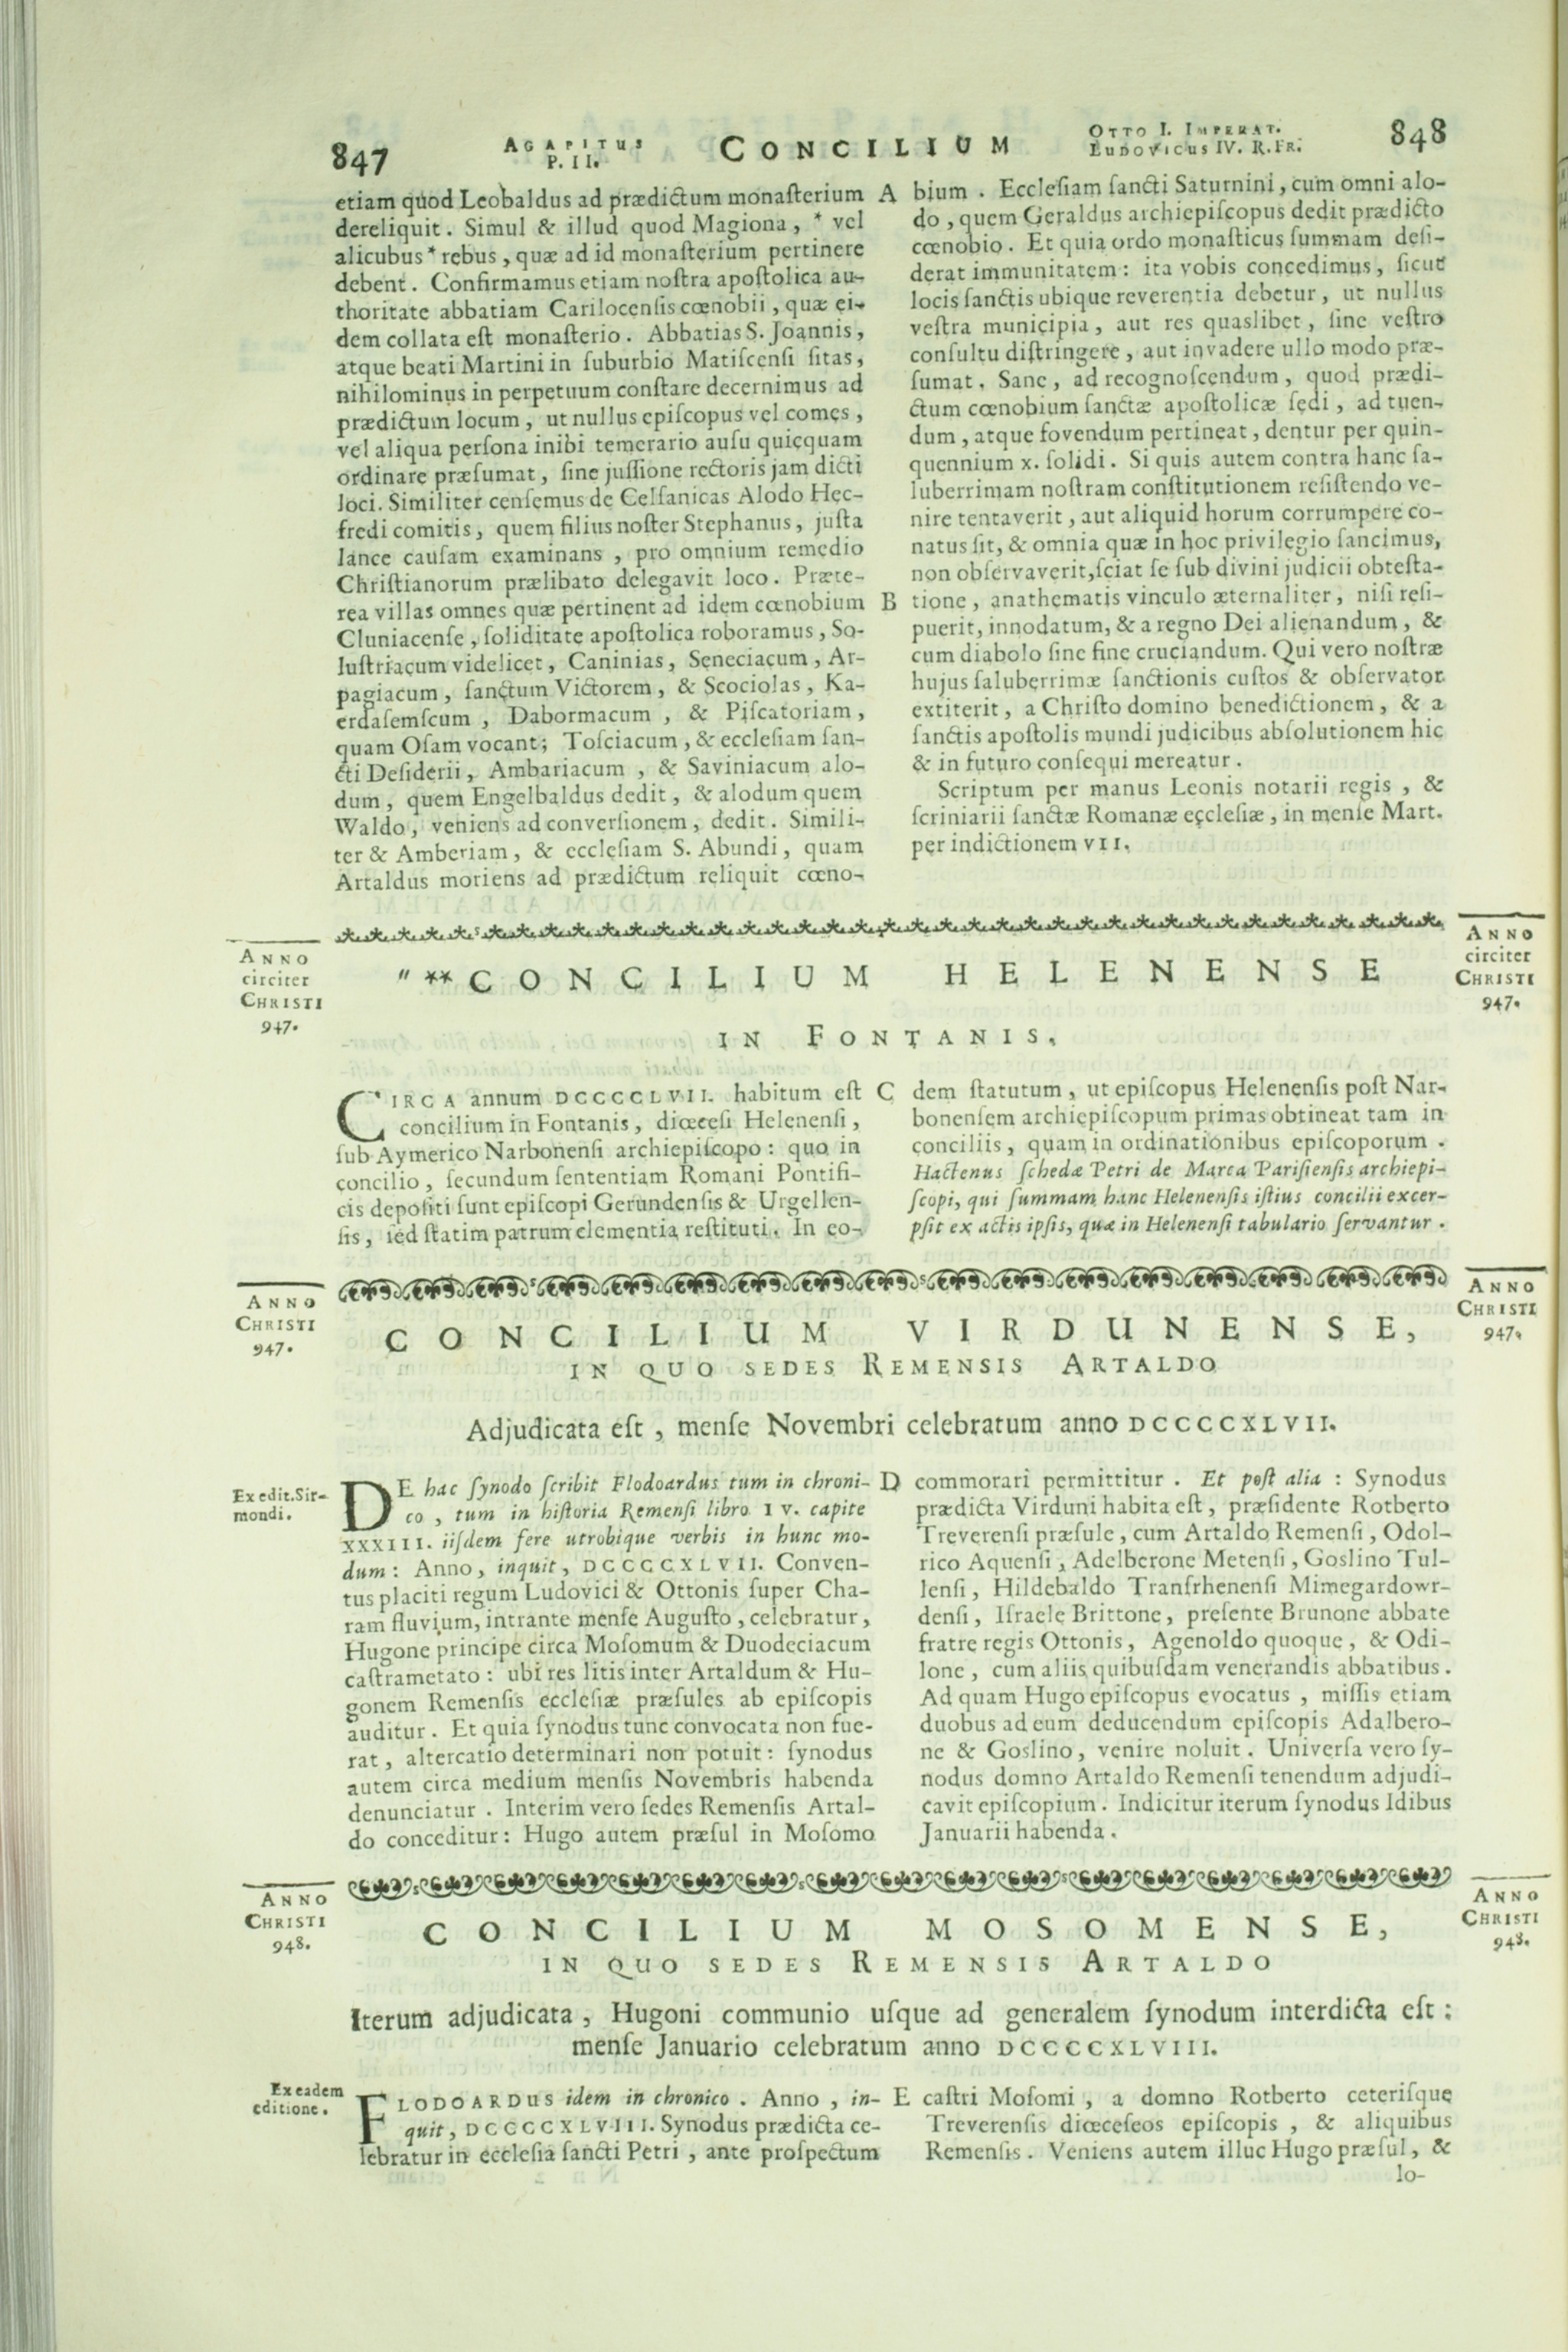 847
AGAPITUS
P. II.
CONCILIUM
OTTO I. IMPERAT.
LUDOVICUS IV. R. FR.
848
etiam quod Leobaldus ad prædictum monaſterium
dereliquit. Simul & illud quod Magiona, * vel
alicubus * rebus, quæ ad id monaſterium pertinere
debent. Confirmamus etiam noſtra apoſtolica au-
thoritate abbatiam Carilocenſis cœnobii, quæ ei-
dem collata eſt monaſterio. Abbatias S. Joannis,
atque beati Martini in ſuburbio Matiſcenſi ſitas,
nihilominus in perpetuum conſtare decernimus ad
prædictum locum, ut nullus epiſcopus vel comes,
vel aliqua perſona inibi temerario auſu quicquam
ordinare præſumat, ſine juſſione rectoris jam dicti
loci. Similiter cenſemus de Celſanicas Alodo Hec-
fredi comitis, quem filius noſter Stephanus, juſta
lance cauſam examinans, pro omnium remedio
Chriſtianorum prælibato delegavit loco. Præte-
rea villas omnes quæ pertinent ad idem cœnobium
Cluniacenſe, ſoliditate apoſtolica roboramus, So-
luſtriacum videlicet, Caninias, Seneciacum, Ar-
pagiacum, ſanctum Victorem, & Scociolas, Ka-
erdaſemſcum, Dabormacum, & Piſcatoriam,
quam Oſam vocant; Toſciacum, & eccleſiam ſan-
cti Deſiderii, Ambariacum, & Saviniacum alo-
dum, quem Engelbaldus dedit, & alodum quem
Waldo, veniens ad converſionem, dedit. Simili-
ter & Amberiam, & eccleſiam S. Abundi, quam
Artaldus moriens ad prædictum reliquit cœno-
A
B
bium. Eccleſiam ſancti Saturnini, cum omni alo-
do, quem Geraldus archiepiſcopus dedit prædicto
cœnobio. Et quia ordo monaſticus ſummam deſi-
derat immunitatem: ita vobis concedimus, ſicut
locis ſanctis ubique reverentia debetur, ut nullus
veſtra municipia, aut res quaslibet, ſine veſtro
conſultu diſtringere, aut invadere ullo modo præ-
ſumat. Sane, ad recognoſcendum, quod prædi-
ctum cœnobium ſanctæ apoſtolicæ ſedi, ad tuen-
dum, atque fovendum pertineat, dentur per quin-
quennium x. ſolidi. Si quis autem contra hanc ſa-
luberrimam noſtram conſtitutionem reſiſtendo ve-
nire tentaverit, aut aliquid horum corrumpere co-
natus ſit, & omnia quæ in hoc privilegio ſancimus,
non obſervaverit, ſciat ſe ſub divini judicii obteſta-
tione, anathematis vinculo æternaliter, niſi reſi-
puerit, innodatum, & a regno Dei alienandum, &
cum diabolo ſine fine cruciandum. Qui vero noſtræ
hujus ſaluberrimæ ſanctionis cuſtos & obſervator
extiterit, a Chriſto domino benedictionem, & a
ſanctis apoſtolis mundi judicibus abſolutionem hic
& in futuro conſequi mereatur.
Scriptum per manus Leonis notarii regis, &
ſcriniarii ſanctæ Romanæ eccleſiæ, in menſe Mart.
per indictionem VII.
ANNO
circiter
CHRISTI
947.
" ** CONCILIUM HELENENSE
IN FONTANIS.
ANNO
circiter
CHRISTI
947.
CIRCA annum DCCCCLVII. habitum eſt
concilium in Fontanis, diœceſi Helenenſi,
ſub Aymerico Narbonenſi archiepiſcopo: quo in
concilio, ſecundum ſententiam Romani Pontifi-
cis depoſiti ſunt epiſcopi Gerundenſis & Urgellen-
ſis, ſed ſtatim patrum clementia reſtituti. In eo-
C
dem ſtatutum, ut epiſcopus Helenenſis poſt Nar-
bonenſem archiepiſcopum primas obtineat tam in
conciliis, quam in ordinationibus epiſcoporum.
Hactenus ſchedæ Petri de Marca Pariſienſis archiepi-
ſcopi, qui ſummam hanc Helenenſis iſtius concilii excer-
pſit ex actis ipſis, quæ in Helenenſi tabulario ſervantur.
ANNO
CHRISTI
947.
CONCILIUM VIRDUNENSE,
IN QUO SEDES REMENSIS ARTALDO
Adjudicata eſt, menſe Novembri celebratum anno DCCCCXLVII.
ANNO
CHRISTI
947.
Ex edit. Sir-
mondi.
DE hac ſynodo ſcribit Flodoardus tum in chroni-
co, tum in hiſtoria Remenſi libro IV. capite
XXXIII. iiſdem fere utrobique verbis in hunc mo-
dum: Anno, inquit, DCCCCXLVII. Conven-
tus placiti regum Ludovici & Ottonis ſuper Cha-
ram fluvium, intrante menſe Auguſto, celebratur,
Hugone principe circa Moſomum & Duodeciacum
caſtrametato: ubi res litis inter Artaldum & Hu-
gonem Remenſis eccleſiæ præſules ab epiſcopis
auditur. Et quia ſynodus tunc convocata non fue-
rat, altercatio determinari non potuit: ſynodus
autem circa medium menſis Novembris habenda
denunciatur. Interim vero ſedes Remenſis Artal-
do conceditur: Hugo autem præſul in Moſomo
D
commorari permittitur. Et poſt alia: Synodus
prædicta Virduni habita eſt, præſidente Rotberto
Treverenſi præſule, cum Artaldo Remenſi, Odol-
rico Aquenſi, Adelberone Metenſi, Goslino Tul-
lenſi, Hildebaldo Tranſrhenenſi Mimegardowr-
denſi, Iſraele Brittone, preſente Brunone abbate
fratre regis Ottonis, Agenoldo quoque, & Odi-
lone, cum aliis quibuſdam venerandis abbatibus.
Ad quam Hugo epiſcopus evocatus, miſſis etiam
duobus ad eum deducendum epiſcopis Adalbero-
ne & Goslino, venire noluit. Univerſa vero ſy-
nodus domno Artaldo Remenſi tenendum adjudi-
cavit epiſcopium. Indicitur iterum ſynodus Idibus
Januarii habenda.
ANNO
CHRISTI
948.
CONCILIUM MOSOMENSE,
IN QUO SEDES REMENSIS ARTALDO
Iterum adjudicata, Hugoni communio uſque ad generalem ſynodum interdicta eſt:
menſe Januario celebratum anno DCCCCXLVIII.
ANNO
CHRISTI
948.
Ex eadem
editione.
FLODOARDUS idem in chronico. Anno, in-
quit, DCCCCXLVIII. Synodus prædicta ce-
lebratur in eccleſia ſancti Petri, ante proſpectum
E
caſtri Moſomi, a domno Rotberto ceteriſque
Treverenſis diœceſeos epiſcopis, & aliquibus
Remenſis. Veniens autem illuc Hugo præſul, &
lo-